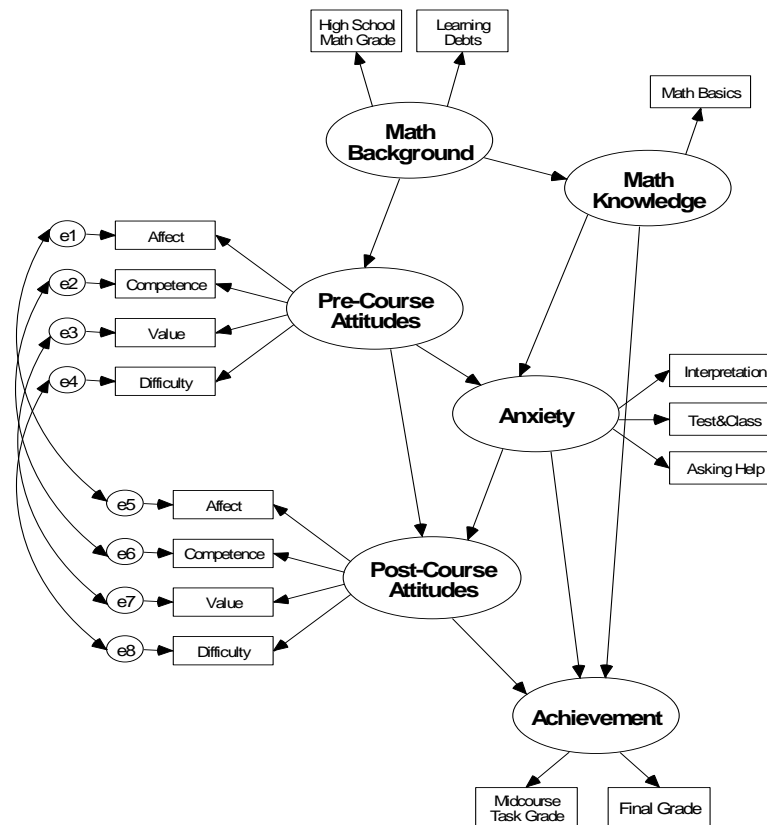 High School
Math Grade
Learning
Debts
Math Basics
Math
Background
Math
Knowledge
e1
Affect
e2
Competence
e3
Value
e4
Difficulty
Pre-Course
Attitudes
Anxiety
Interpretation
Test&Class
Asking Help
e5
Affect
e6
Competence
e7
Value
e8
Difficulty
Post-Course
Attitudes
Achievement
Midcourse
Task Grade
Final Grade